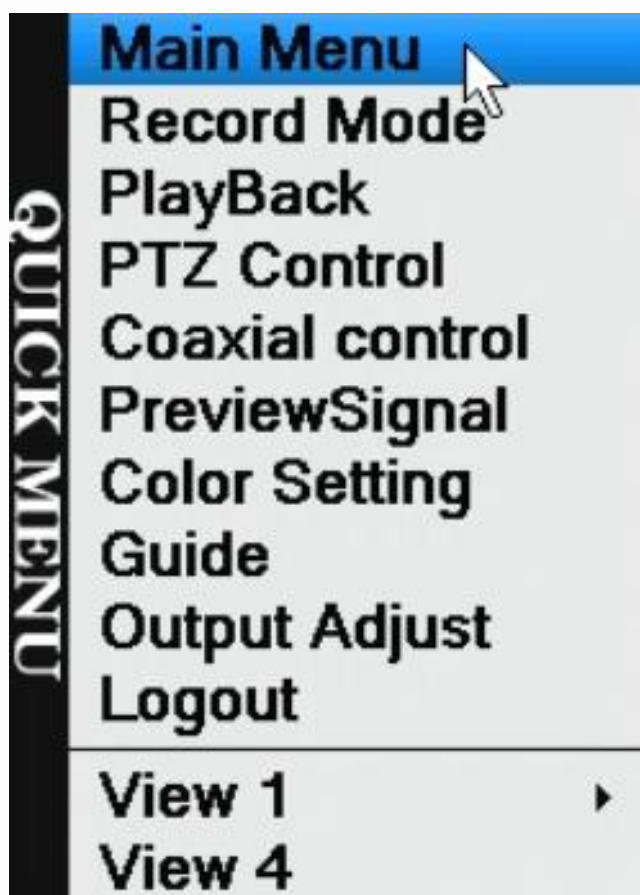 QUICK MENU
Main Menu
Record Mode
PlayBack
PTZ Control
Coaxial control
PreviewSignal
Color Setting
Guide
Output Adjust
Logout
View 1
View 4